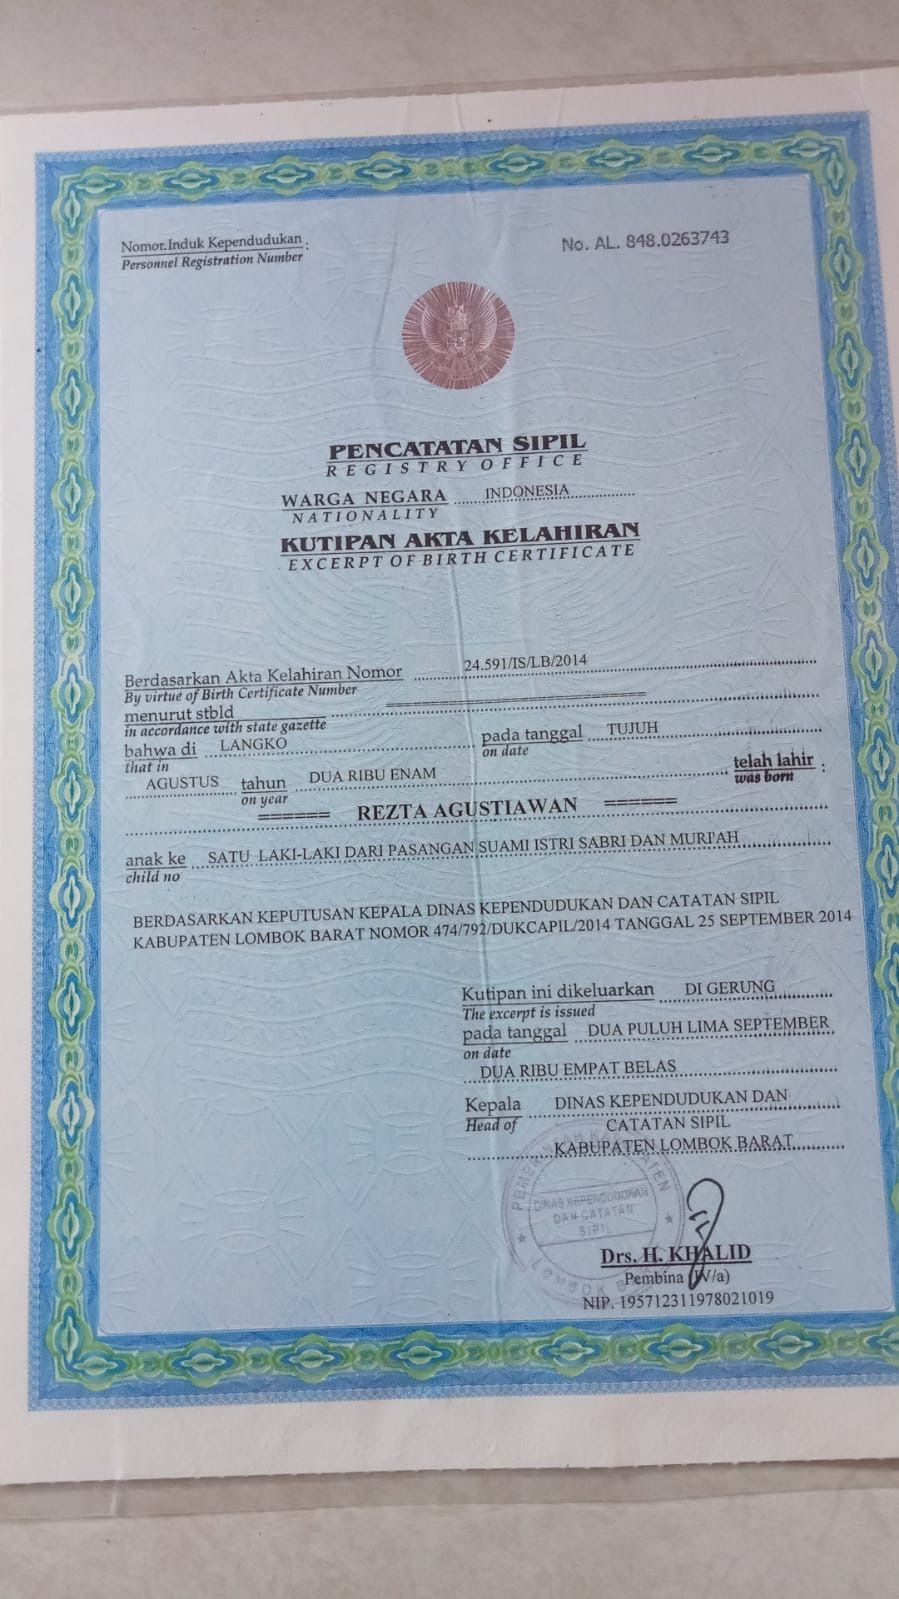 Nomor.Induk Kependudukan :
Personnel Registration Number
No. AL. 848.0263743
PENCATATAN SIPIL
REGISTRY OFFICE
WARGA NEGARA ...... INDONESIA ..............
NATIONALITY
KUTIPAN AKTA KELAHIRAN
EXCERPT OF BIRTH CERTIFICATE
Berdasarkan Akta Kelahiran Nomor 24.591/IS/LB/2014
By virtue of Birth Certificate Number
menurut stbld ==============================
in accordance with state gazette
bahwa di LANGKO pada tanggal TUJUH
that in on date
AGUSTUS tahun DUA RIBU ENAM telah lahir :
on year was born
====== REZTA AGUSTIAWAN ======
anak ke SATU LAKI-LAKI DARI PASANGAN SUAMI ISTRI SABRI DAN MURI'AH
child no
BERDASARKAN KEPUTUSAN KEPALA DINAS KEPENDUDUKAN DAN CATATAN SIPIL
KABUPATEN LOMBOK BARAT NOMOR 474/792/DUKCAPIL/2014 TANGGAL 25 SEPTEMBER 2014
Kutipan ini dikeluarkan DI GERUNG
The excerpt is issued
pada tanggal DUA PULUH LIMA SEPTEMBER
on date
DUA RIBU EMPAT BELAS
Kepala DINAS KEPENDUDUKAN DAN
Head of CATATAN SIPIL
KABUPATEN LOMBOK BARAT
PEMERINTAH KABUPATEN
DINAS KEPENDUDUKAN
DAN CATATAN
SIPIL
LOMBOK
Drs. H. KHALID
Pembina (IV/a)
NIP. 195712311978021019